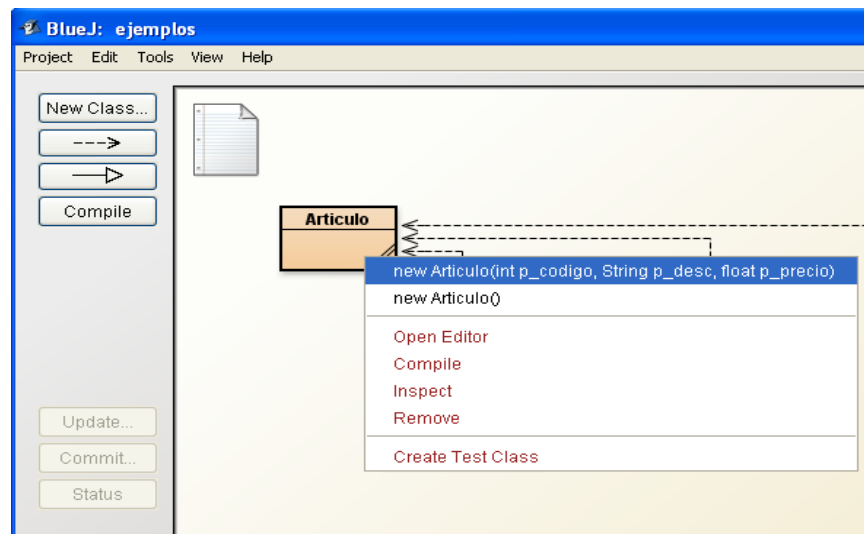 BlueJ: ejemplos
Project Edit Tools View Help
New Class...
Compile
Articulo
new Articulo(int p_codigo, String p_desc, float p_precio)
new Articulo()
Open Editor
Compile
Inspect
Remove
Create Test Class
Update...
Commit...
Status